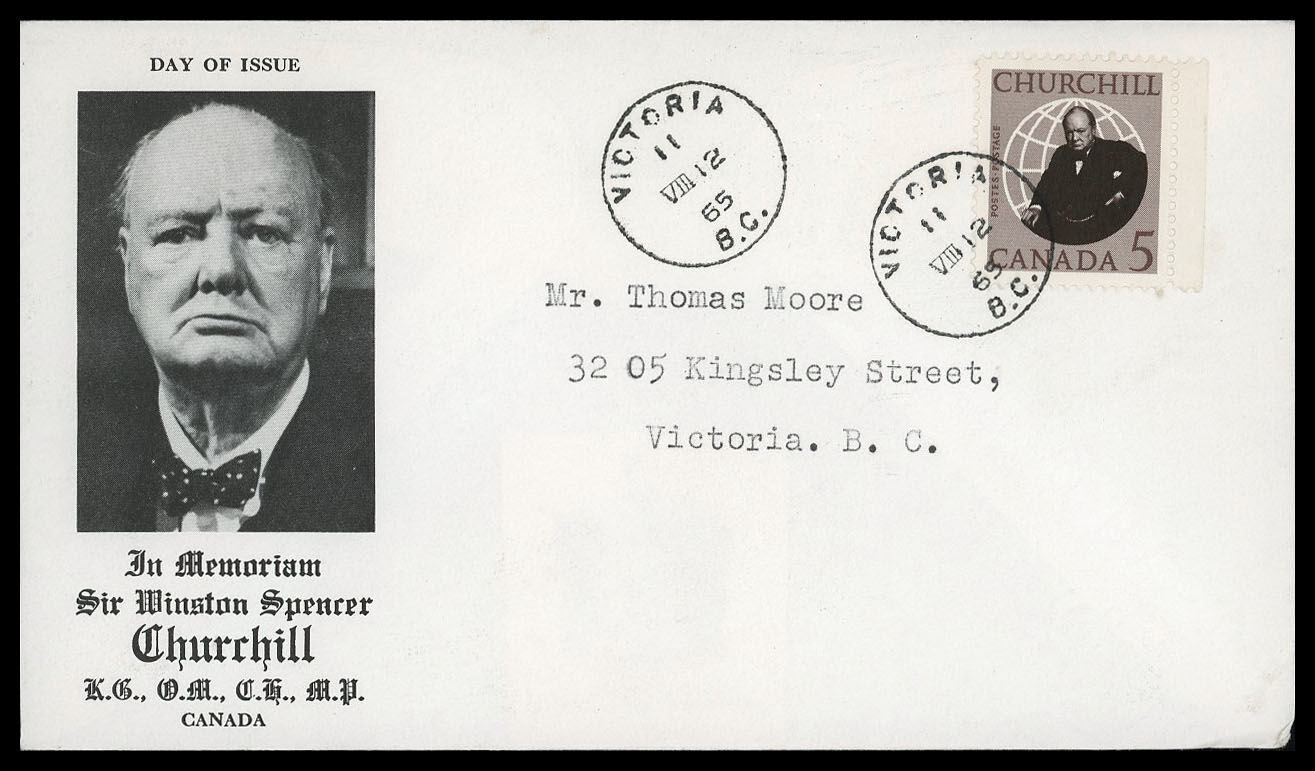 DAY OF ISSUE
In Memoriam
Sir Winston Spencer
Churchill
K.G., O.M., C.H., M.P.
CANADA
VICTORIA
11
VIII 12
65
B.C.
CHURCHILL
POSTES-POSTAGE
CANADA 5
VICTORIA
11
VIII 12
65
B.C.
Mr. Thomas Moore
32 05 Kingsley Street,
Victoria. B. C.